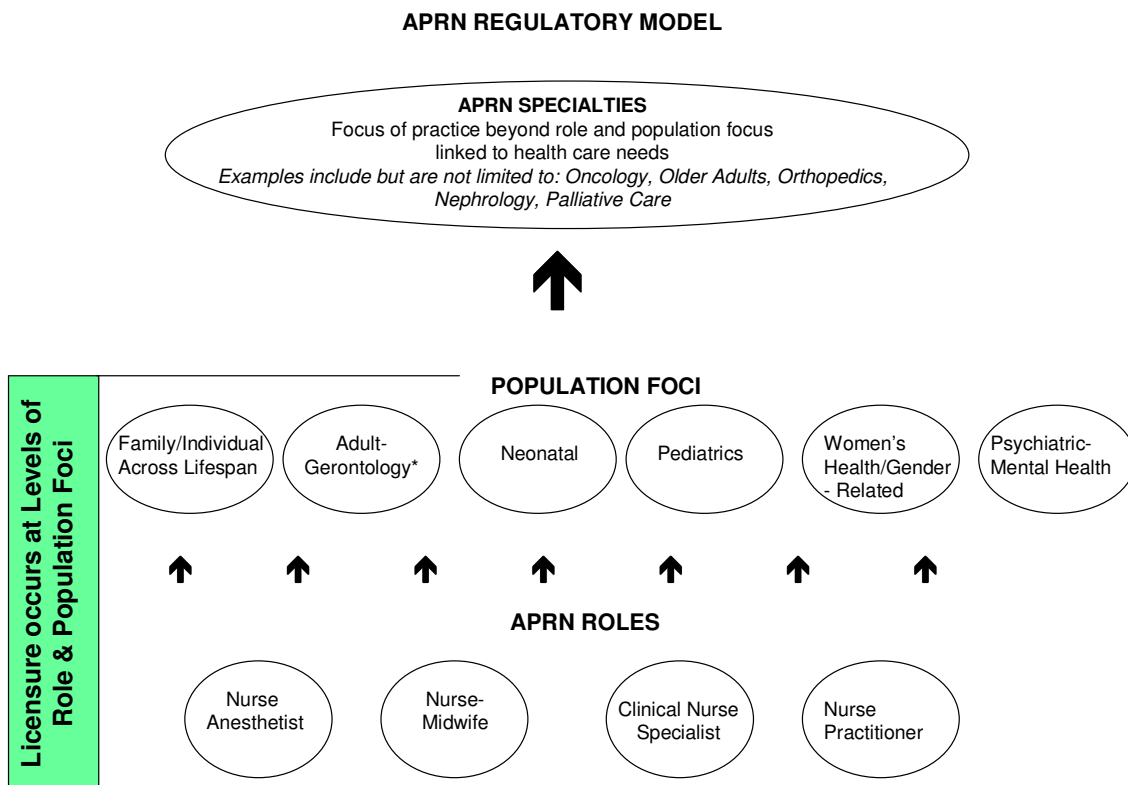 APRN REGULATORY MODEL
APRN SPECIALTIES
Focus of practice beyond role and population focus
linked to health care needs
Examples include but are not limited to: Oncology, Older Adults, Orthopedics,
Nephrology, Palliative Care
Licensure occurs at Levels of
Role & Population Foci
POPULATION FOCI
Family/Individual
Across Lifespan
Adult-
Gerontology*
Neonatal
Pediatrics
Women's
Health/Gender
- Related
Psychiatric-
Mental Health
APRN ROLES
Nurse
Anesthetist
Nurse-
Midwife
Clinical Nurse
Specialist
Nurse
Practitioner